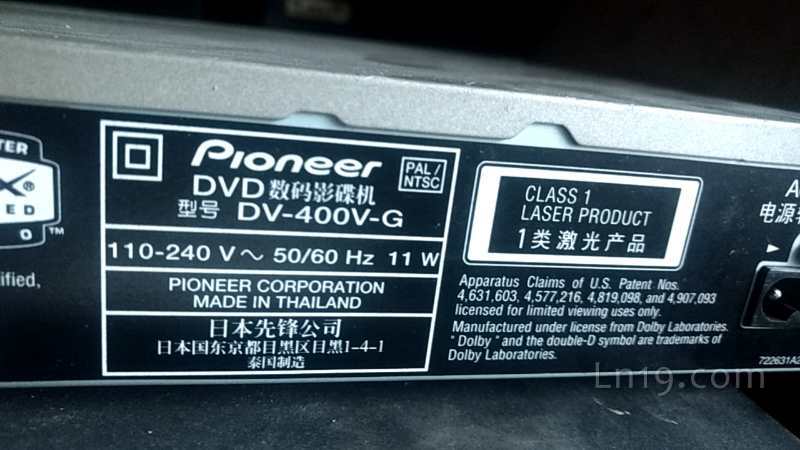 Pioneer
PAL/
NTSC
DVD 数码影碟机
型号 DV-400V-G
110-240 V ~ 50/60 Hz 11 W
PIONEER CORPORATION
MADE IN THAILAND
日本先锋公司
日本国东京都目黑区目黑1-4-1
泰国制造
CLASS 1
LASER PRODUCT
1类激光产品
Apparatus Claims of U.S. Patent Nos.
4,631,603, 4,577,216, 4,819,098, and 4,907,093
licensed for limited viewing uses only.
Manufactured under license from Dolby Laboratories.
"Dolby" and the double-D symbol are trademarks of
Dolby Laboratories.
电源
Ln19.com